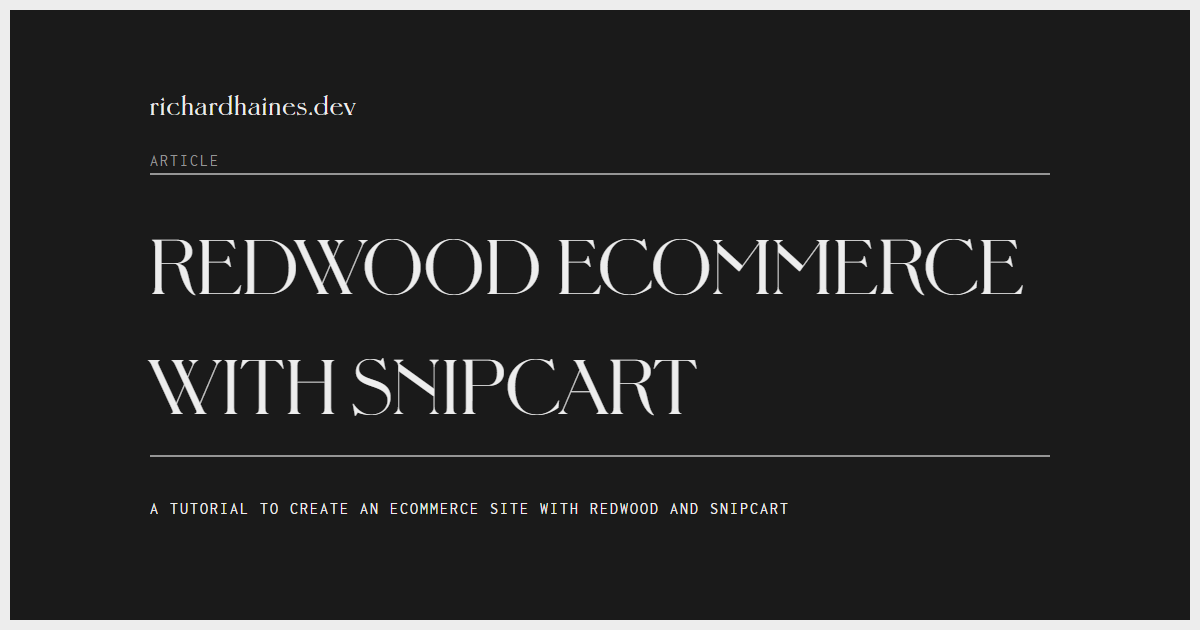 richardhaines.dev
ARTICLE
REDWOOD ECOMMERCE
WITH SNIPCART
A TUTORIAL TO CREATE AN ECOMMERCE SITE WITH REDWOOD AND SNIPCART